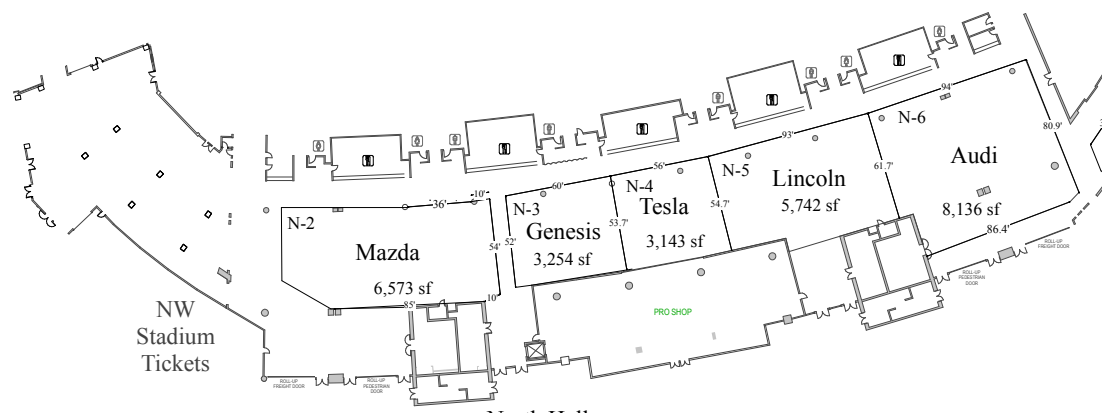 94'
N-6
80.9'
93'
Audi
N-5
61.7'
56'
Lincoln
8,136 sf
N-4
60'
5,742 sf
86.4'
Tesla
54.7'
10'
36'
N-3
53.7'
3,143 sf
N-2
Genesis
54'
52'
3,254 sf
Mazda
6,573 sf
10'
85'
NW
Stadium
Tickets
PRO SHOP
ROLL-UP
FREIGHT DOOR
ROLL-UP
PEDESTRIAN
DOOR
ROLL-UP
FREIGHT DOOR
ROLL-UP
PEDESTRIAN
DOOR